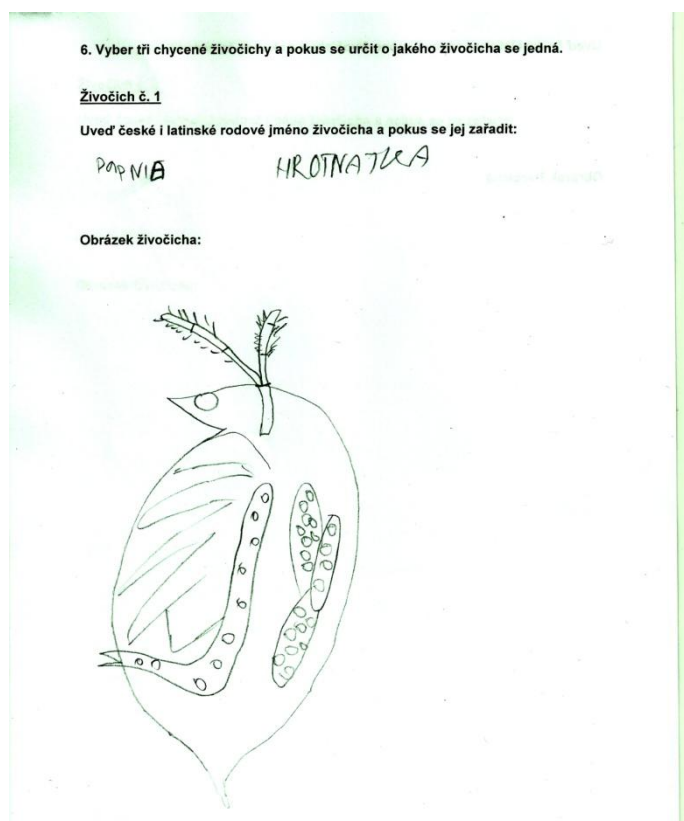 6. Vyber tři chycené živočichy a pokus se určit o jakého živočicha se jedná.
Živočich č. 1
Uveď české i latinské rodové jméno živočicha a pokus se jej zařadit:
HROTNATKA
Obrázek živočicha: